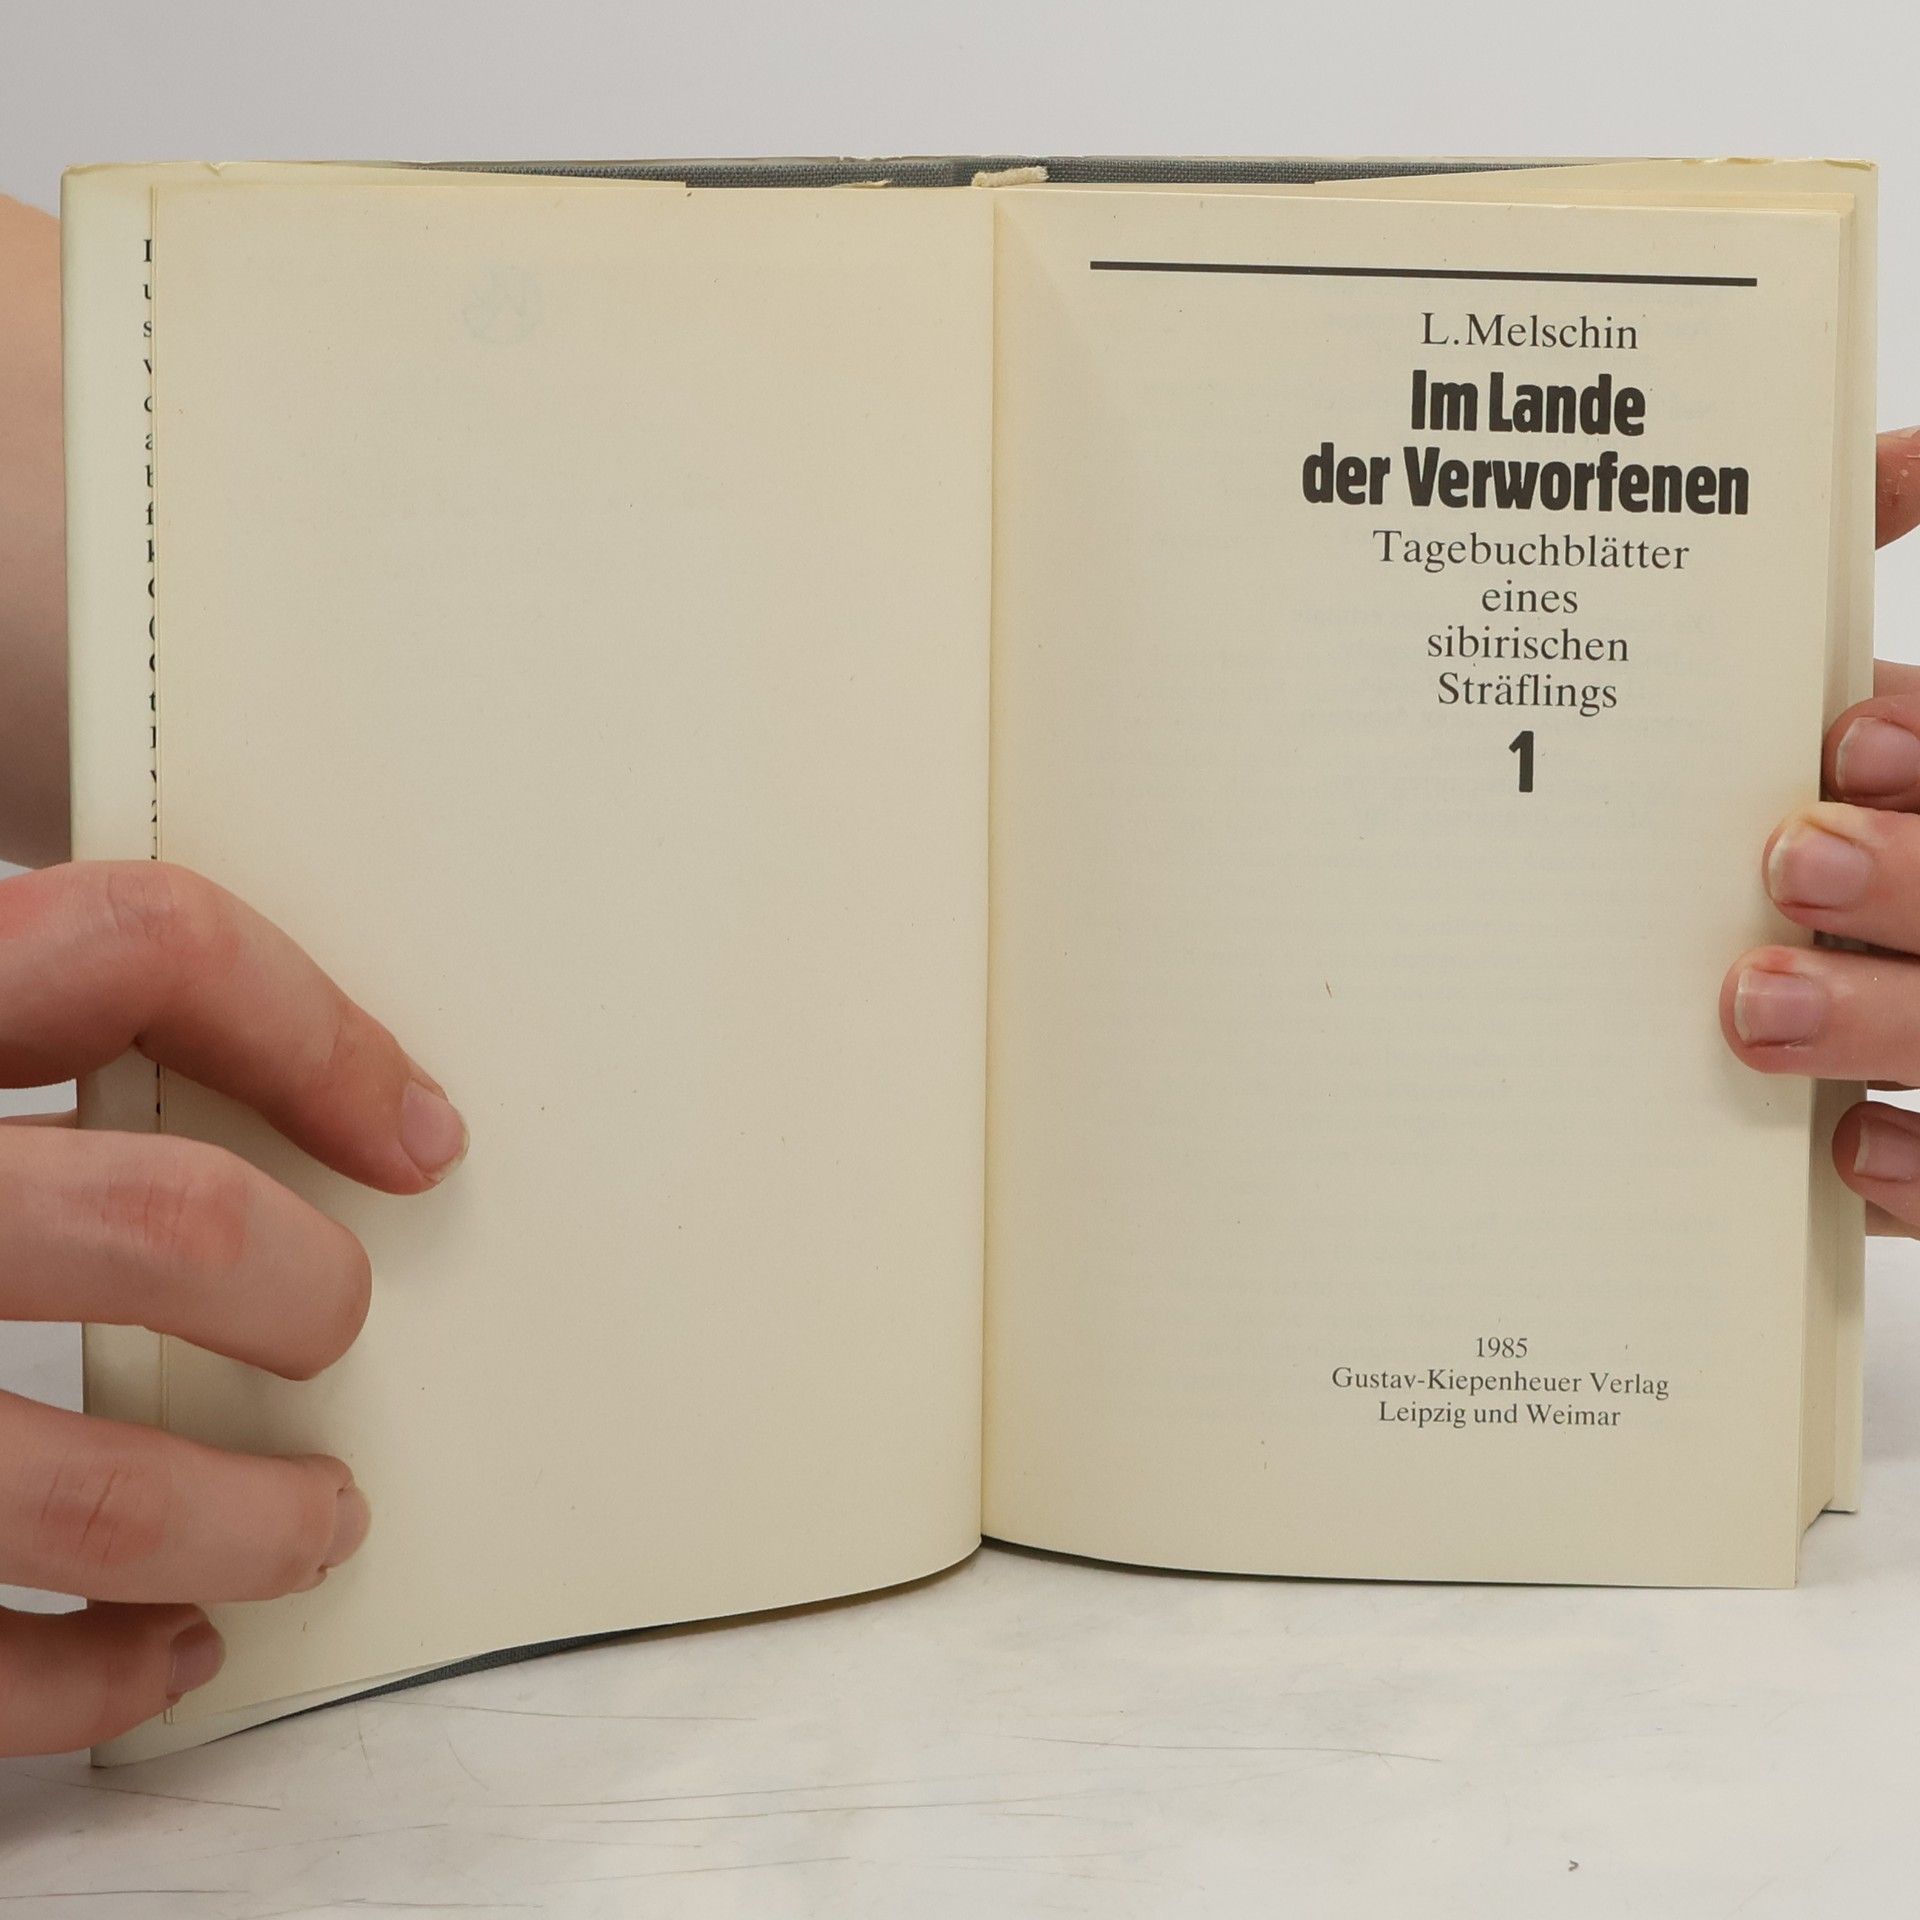 L. Melschin
Im Lande
der Verworfenen
Tagebuchblätter
eines
sibirischen
Sträflings
1
1985
Gustav-Kiepenheuer Verlag
Leipzig und Weimar